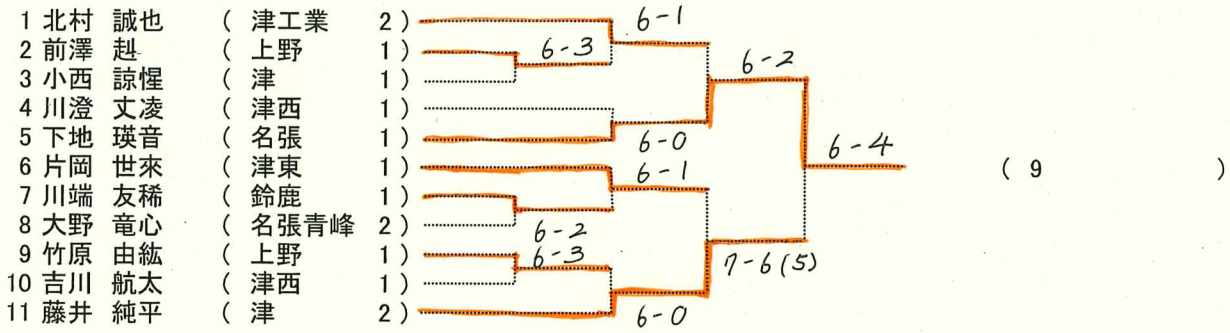 1 北村 誠也 ( 津工業 2 ) 6-1
2 前澤 赳 ( 上野 1 ) 6-3 6-2
3 小西 諒惺 ( 津 1 )
4 川澄 丈凌 ( 津西 1 )
5 下地 瑛音 ( 名張 1 ) 6-0 6-4
6 片岡 世來 ( 津東 1 ) 6-1 ( 9 )
7 川端 友稀 ( 鈴鹿 1 )
8 大野 竜心 ( 名張青峰 2 ) 6-2
9 竹原 由紘 ( 上野 1 ) 6-3 7-6(5)
10 吉川 航太 ( 津西 1 )
11 藤井 純平 ( 津 2 ) 6-0